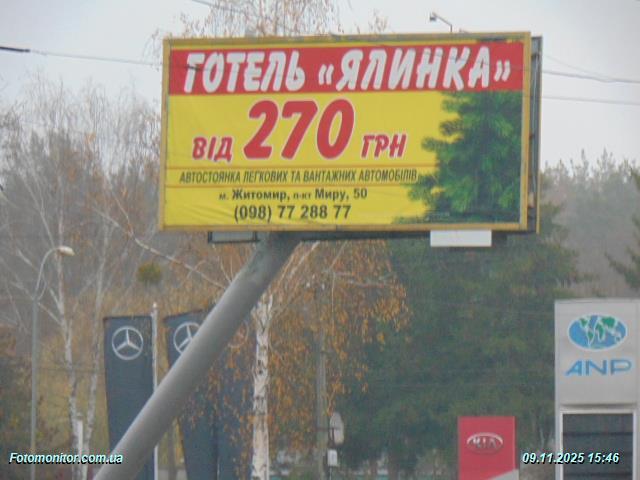 ГОТЕЛЬ «ЯЛИНКА»
ВІД 270 ГРН
АВТОСТОЯНКА ЛЕГКОВИХ ТА ВАНТАЖНИХ АВТОМОБІЛІВ
м. Житомир, п-кт Миру, 50
(098) 77 288 77
ANP
KIA
Fotomonitor.com.ua
09.11.2025 15:46